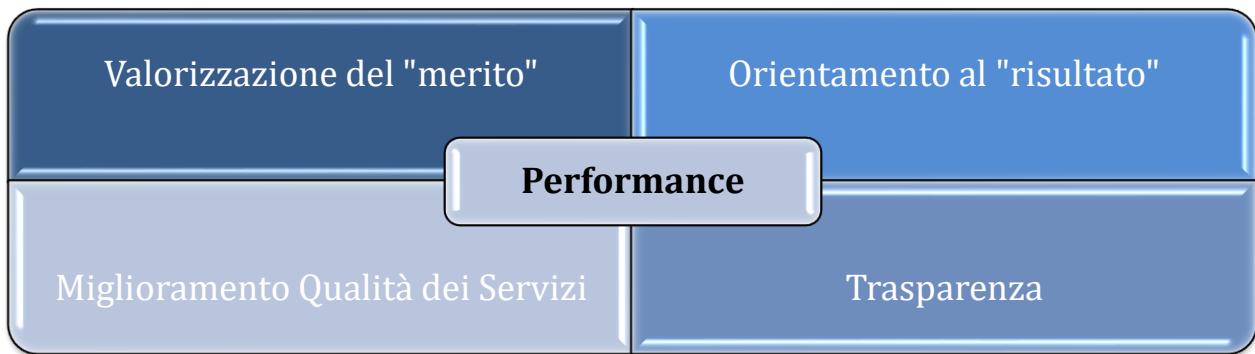 Valorizzazione del "merito"
Orientamento al "risultato"
Performance
Miglioramento Qualità dei Servizi
Trasparenza